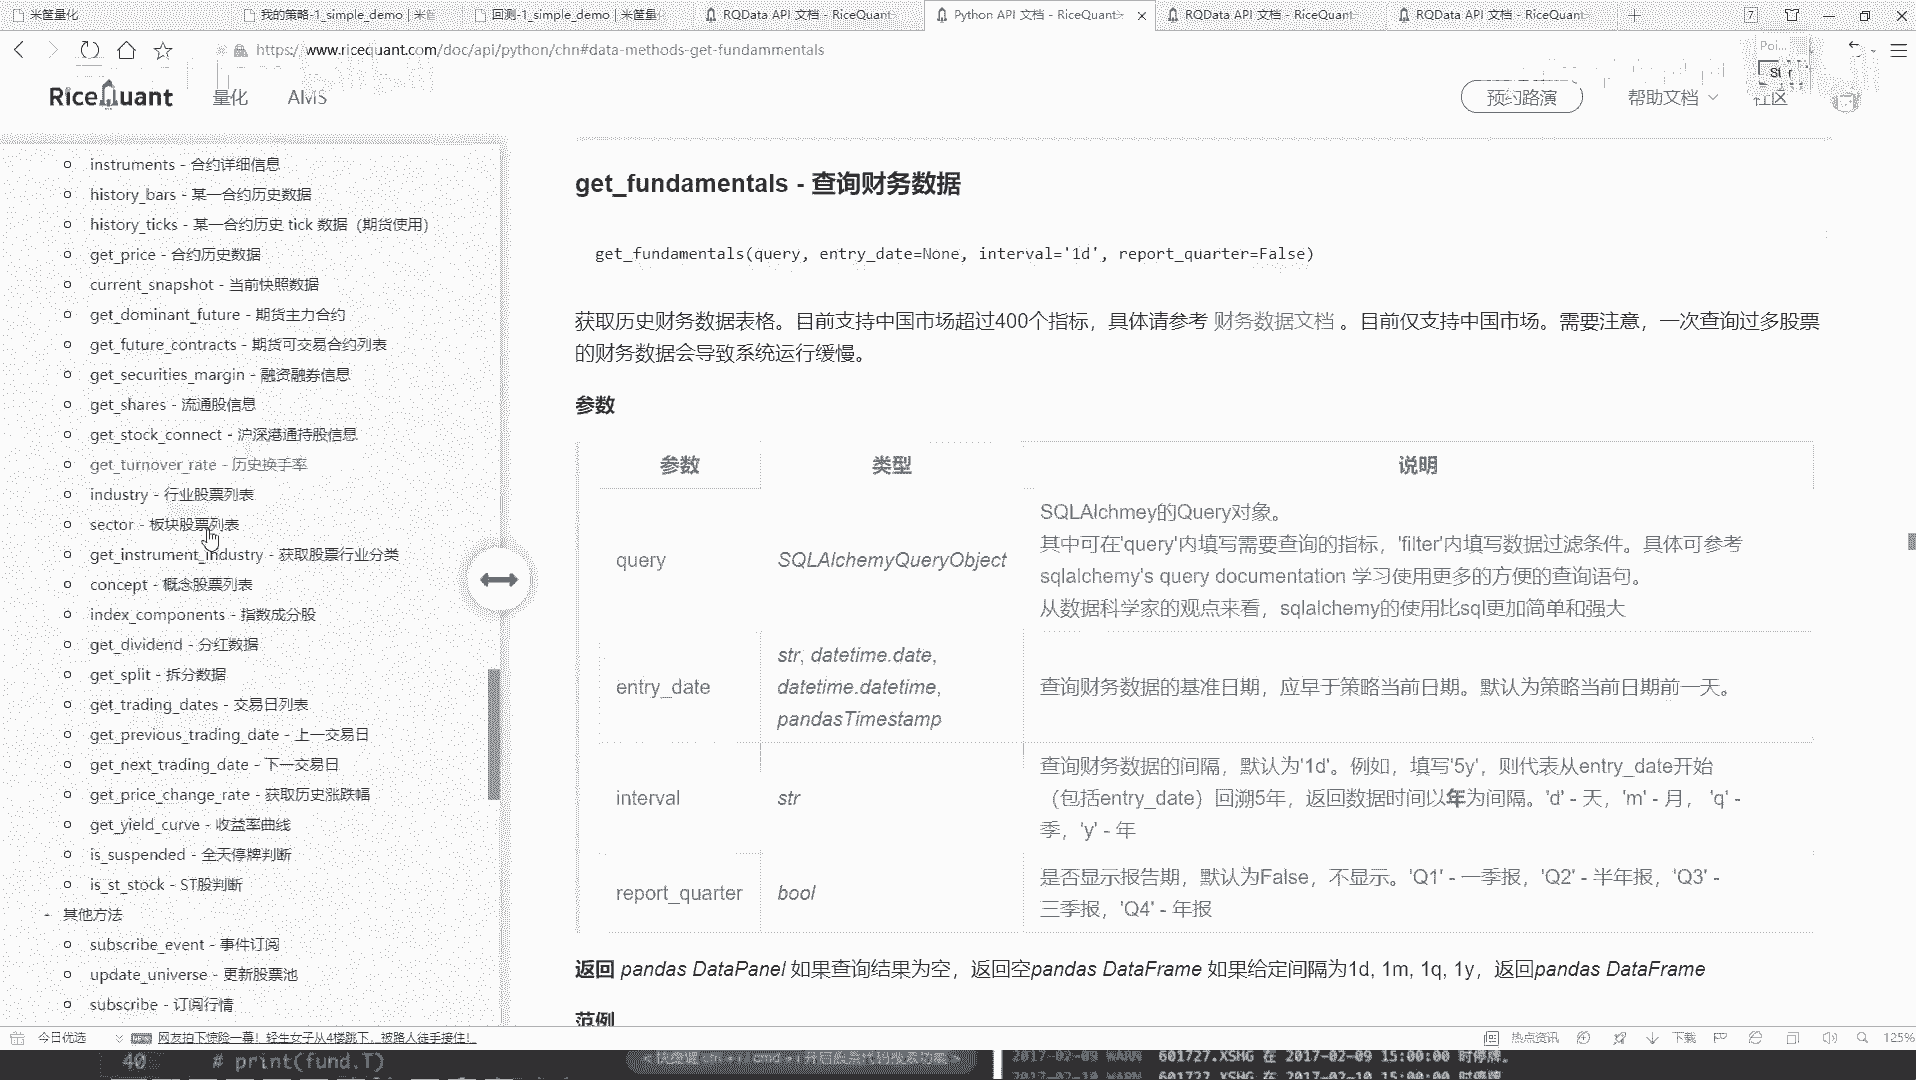 米筐量化
我的策略-1_simple_demo | 米筐
回测-1_simple_demo | 米筐量化
RQData API 文档 - RiceQuant
Python API 文档 - RiceQuant
RQData API 文档 - RiceQuant
RQData API 文档 - RiceQuant
7
https://www.ricequant.com/doc/api/python/chn#data-methods-get-fundammentals
RiceQuant
量化
AMS
预约路演
帮助文档
社区
instruments - 合约详细信息
history_bars - 某一合约历史数据
history_ticks - 某一合约历史 tick 数据（期货使用）
get_price - 合约历史数据
current_snapshot - 当前快照数据
get_dominant_future - 期货主力合约
get_future_contracts - 期货可交易合约列表
get_securities_margin - 融资融券信息
get_shares - 流通股信息
get_stock_connect - 沪深港通持股信息
get_turnover_rate - 历史换手率
industry - 行业股票列表
sector - 板块股票列表
get_instrument_industry - 获取股票行业分类
concept - 概念股票列表
index_components - 指数成分股
get_dividend - 分红数据
get_split - 拆分数据
get_trading_dates - 交易日列表
get_previous_trading_date - 上一交易日
get_next_trading_date - 下一交易日
get_price_change_rate - 获取历史涨跌幅
get_yield_curve - 收益率曲线
is_suspended - 全天停牌判断
is_st_stock - ST股判断
其他方法
subscribe_event - 事件订阅
update_universe - 更新股票池
subscribe - 订阅行情
get_fundamentals - 查询财务数据
get_fundamentals(query, entry_date=None, interval='1d', report_quarter=False)
获取历史财务数据表格。目前支持中国市场超过400个指标，具体请参考 财务数据文档 。目前仅支持中国市场。需要注意，一次查询过多股票
的财务数据会导致系统运行缓慢。
参数
参数 类型 说明
SQLAlchmey的Query对象。
其中可在'query'内填写需要查询的指标，'filter'内填写数据过滤条件。具体可参考
query SQLAlchemyQueryObject
sqlalchemy's query documentation 学习使用更多的方便的查询语句。
从数据科学家的观点来看，sqlalchemy的使用比sql更加简单和强大
str, datetime.date,
entry_date datetime.datetime, 查询财务数据的基准日期，应早于策略当前日期。默认为策略当前日期前一天。
pandasTimestamp
查询财务数据的间隔，默认为'1d'。例如，填写'5y'，则代表从entry_date开始
interval str （包括entry_date）回溯5年，返回数据时间以年为间隔。'd' - 天，'m' - 月， 'q' -
季，'y' - 年
是否显示报告期，默认为False，不显示。'Q1' - 一季报，'Q2' - 半年报，'Q3' -
report_quarter bool
三季报，'Q4' - 年报
返回 pandas DataPanel 如果查询结果为空，返回空pandas DataFrame 如果给定间隔为1d, 1m, 1q, 1y，返回pandas DataFrame
范例
今日优选
网友拍下惊险一幕！轻生女子从4楼跳下，被路人徒手接住！
热点资讯
下载
125%
40 # print(fund.T)
2017-02-09 WARN 601727.XSHG 在 2017-02-09 15:00:00 时停牌。
2017-02-10 WARN 601727.XSHG 在 2017-02-10 15:00:00 时停牌。